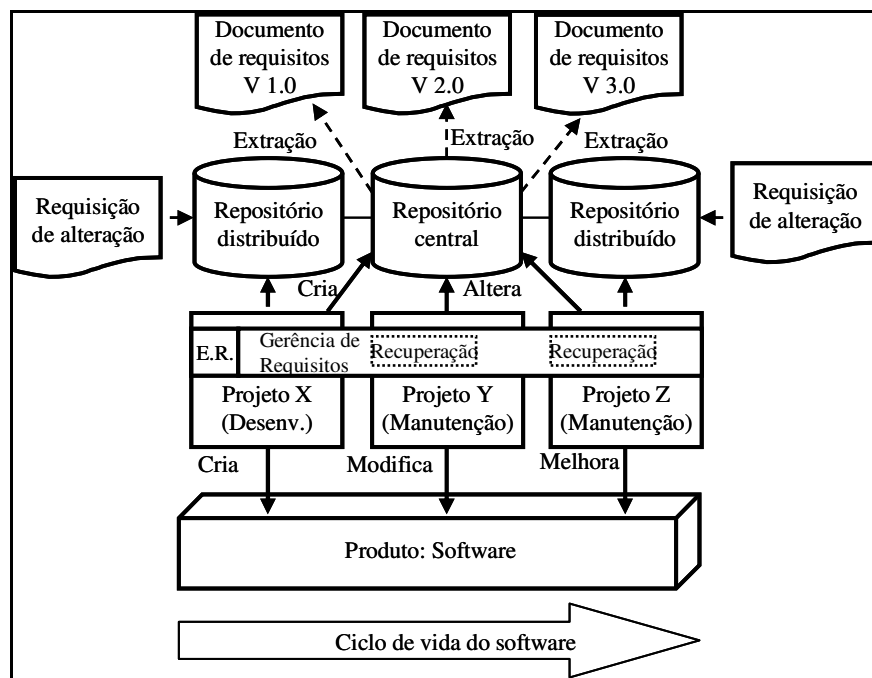 Documento
de requisitos
V 1.0
Documento
de requisitos
V 2.0
Documento
de requisitos
V 3.0
Extração
Extração
Extração
Requisição
de alteração
Repositório
distribuído
Repositório
central
Repositório
distribuído
Requisição
de alteração
Cria
Altera
E.R.
Gerência de
Requisitos
Recuperação
Recuperação
Projeto X
(Desenv.)
Projeto Y
(Manutenção)
Projeto Z
(Manutenção)
Cria
Modifica
Melhora
Produto: Software
Ciclo de vida do software